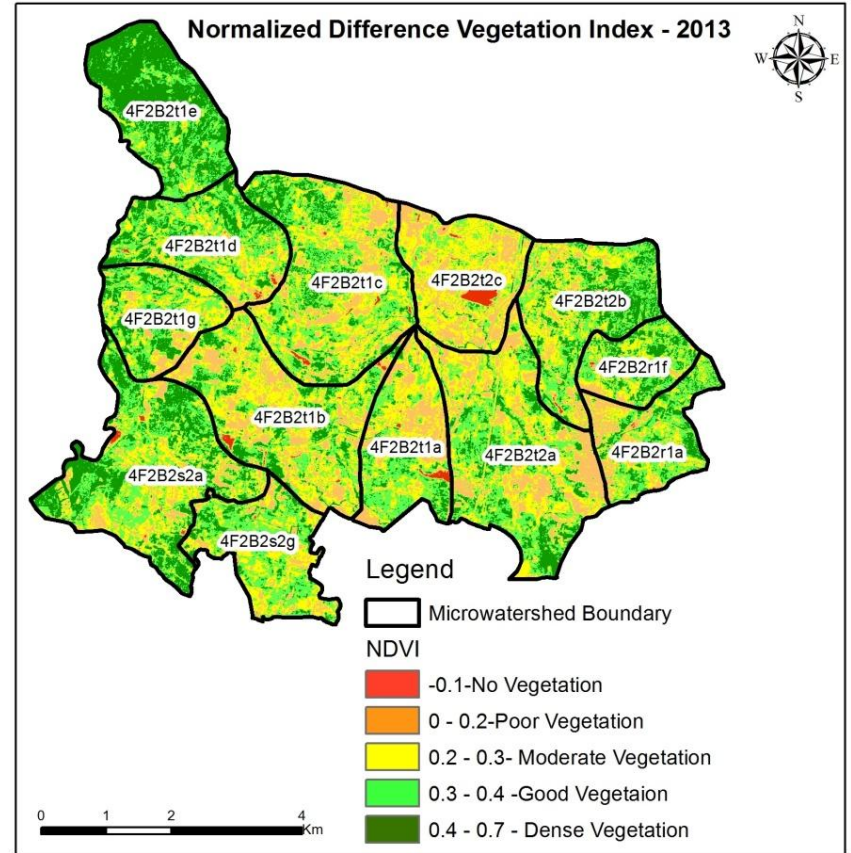 Normalized Difference Vegetation Index - 2013
N
W E
S
4F2B2t1e
4F2B2t1d
4F2B2t1c
4F2B2t2c
4F2B2t2b
4F2B2t1g
4F2B2r1f
4F2B2t1b
4F2B2t1a
4F2B2t2a
4F2B2r1a
4F2B2s2a
4F2B2s2g
Legend
Microwatershed Boundary
NDVI
-0.1-No Vegetation
0 - 0.2-Poor Vegetation
0.2 - 0.3- Moderate Vegetation
0.3 - 0.4 -Good Vegetaion
0.4 - 0.7 - Dense Vegetation
0 1 2 4
Km